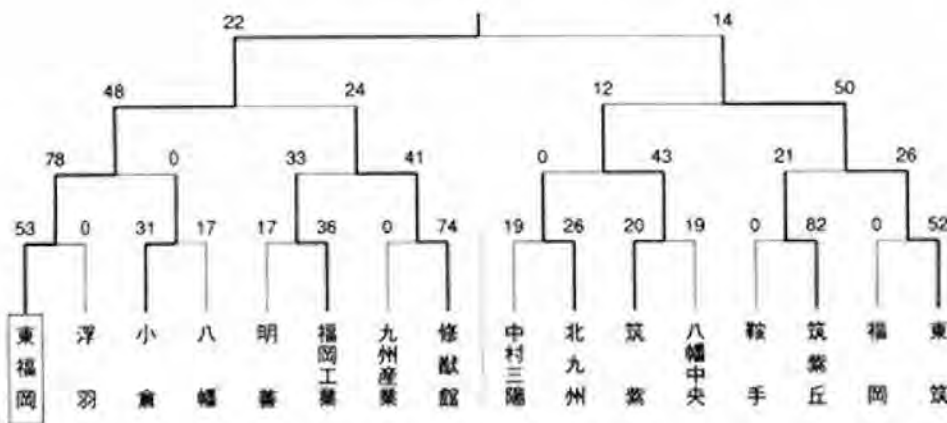 22 14
48 24 12 50
78 0 33 41 0 43 21 26
53 0 31 17 17 36 0 74 19 26 20 19 0 82 0 52
東福岡
浮羽
小倉
八幡
明善
福岡工業
九州産業
修猷館
中村三陽
北九州
筑紫
八幡中央
鞍手
筑紫丘
福岡
東筑